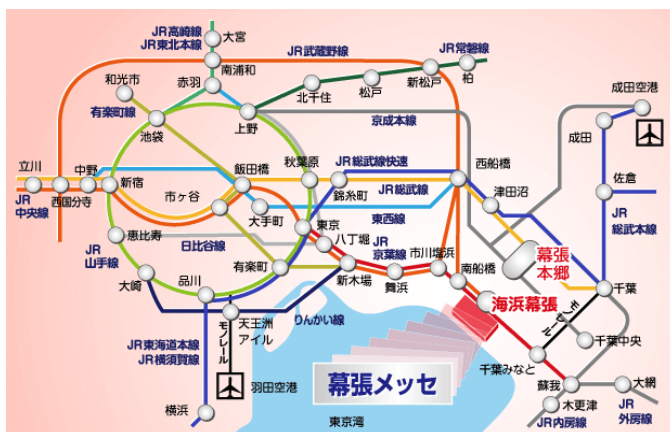 JR高崎線
JR東北本線
大宮
JR武蔵野線
JR常磐線
南浦和
柏
新松戸
松戸
北千住
和光市
赤羽
有楽町線
成田空港
池袋
上野
京成本線
成田
立川
西国分寺
中野
新宿
飯田橋
秋葉原
JR総武線快速
西船橋
佐倉
JR
中央線
市ヶ谷
錦糸町
JR総武線
津田沼
JR
総武本線
大手町
東西線
東京
恵比寿
日比谷線
八丁堀
JR
京葉線
市川塩浜
幕張
本郷
JR
山手線
有楽町
新木場
舞浜
南船橋
千葉
大崎
品川
海浜幕張
モノレール
りんかい線
天王洲
アイル
千葉中央
JR東海道本線
JR横須賀線
モノレール
幕張メッセ
千葉みなと
蘇我
大網
羽田空港
木更津
JR
外房線
横浜
東京湾
JR内房線